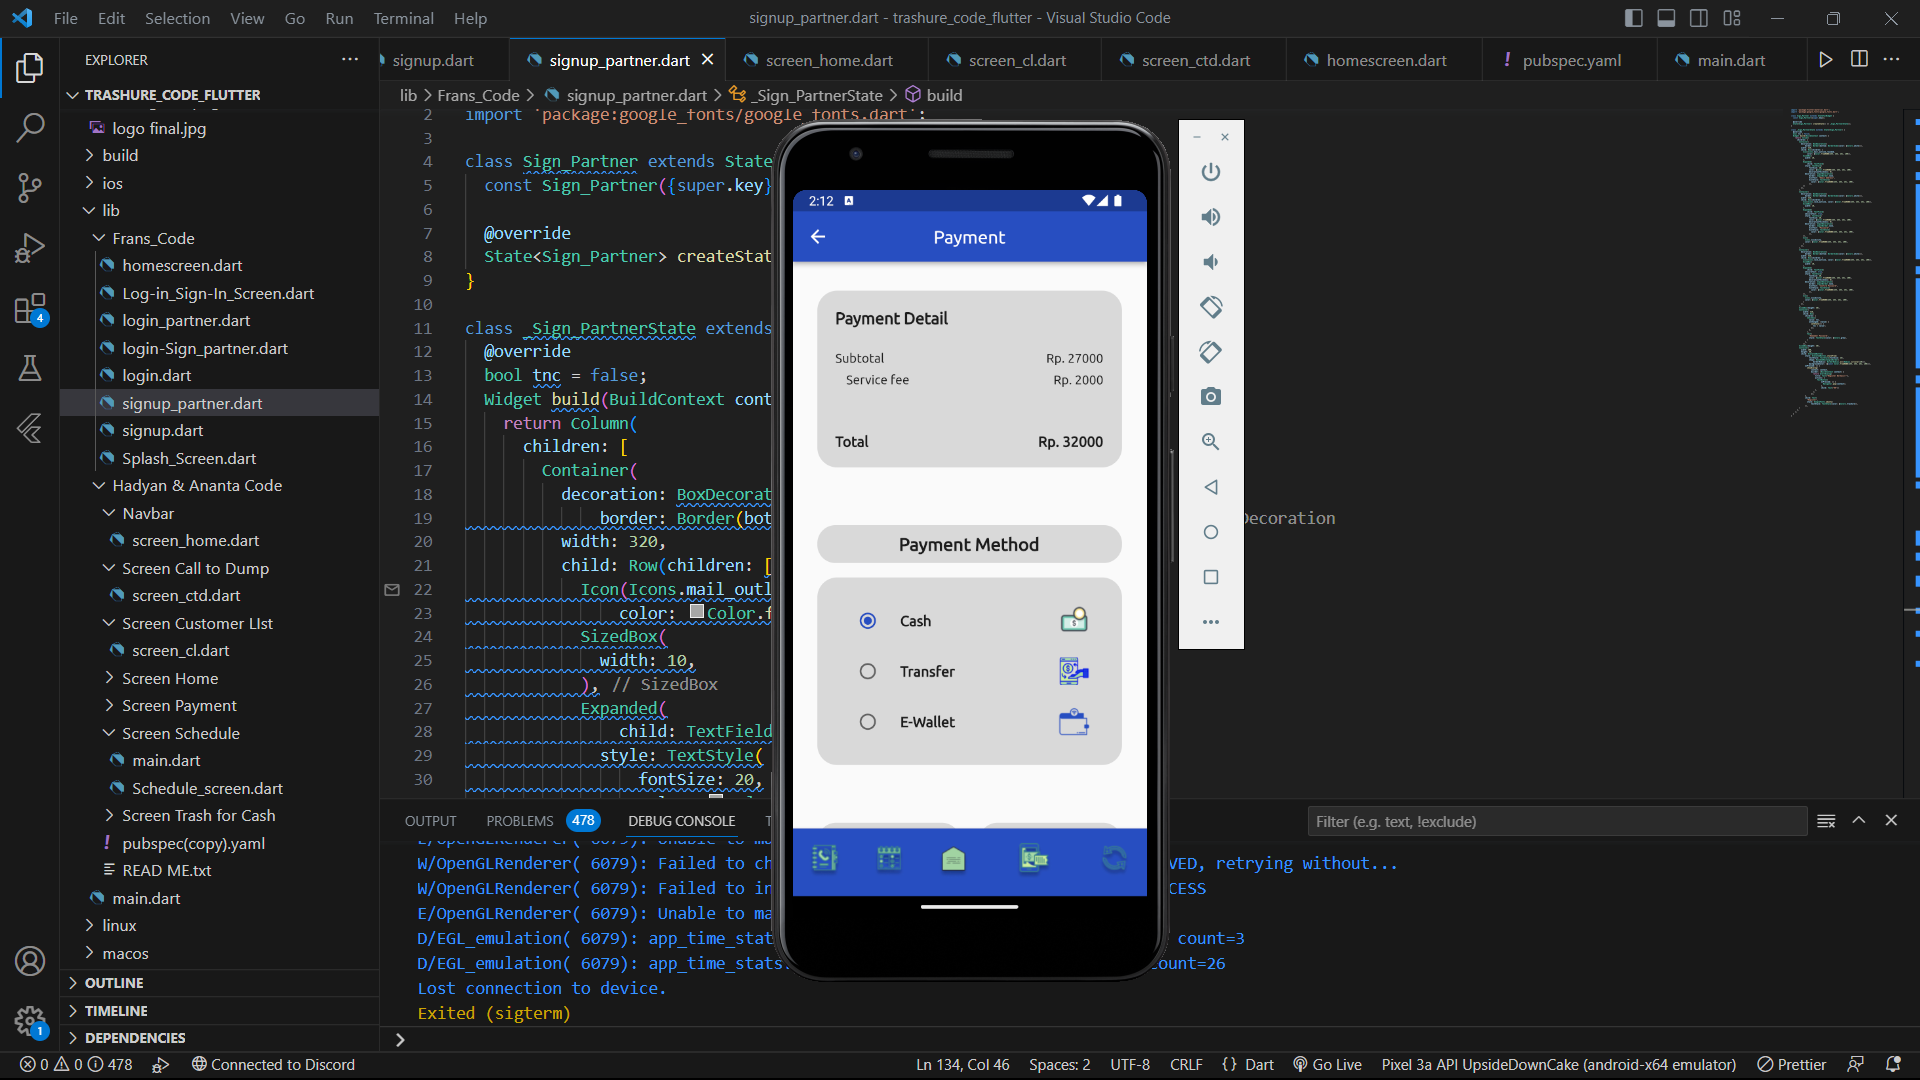 File Edit Selection View Go Run Terminal Help
signup_partner.dart - trashure_code_flutter - Visual Studio Code
EXPLORER
signup.dart signup_partner.dart screen_home.dart screen_cl.dart screen_ctd.dart homescreen.dart ! pubspec.yaml main.dart
lib > Frans_Code > signup_partner.dart > _Sign_PartnerState > build
TRASHURE_CODE_FLUTTER
logo final.jpg
build
ios
lib
Frans_Code
homescreen.dart
Log-in_Sign-In_Screen.dart
login_partner.dart
login-Sign_partner.dart
login.dart
signup_partner.dart
signup.dart
Splash_Screen.dart
Hadyan & Ananta Code
Navbar
screen_home.dart
Screen Call to Dump
screen_ctd.dart
Screen Customer LIst
screen_cl.dart
Screen Home
Screen Payment
Screen Schedule
main.dart
Schedule_screen.dart
Screen Trash for Cash
! pubspec(copy).yaml
READ ME.txt
main.dart
linux
macos
OUTLINE
TIMELINE
DEPENDENCIES
4
1
2 import 'package:google_fonts/google_fonts.dart';
3
4 class Sign_Partner extends State
5 const Sign_Partner({super.key}
6
7 @override
8 State<Sign_Partner> createStat
9 }
10
11 class _Sign_PartnerState extends
12 @override
13 bool tnc = false;
14 Widget build(BuildContext cont
15 return Column(
16 children: [
17 Container(
18 decoration: BoxDecorat
19 border: Border(bot
Decoration
20 width: 320,
21 child: Row(children: [
22 Icon(Icons.mail_outl
23 color: Color.f
24 SizedBox(
25 width: 10,
26 ), // SizedBox
27 Expanded(
28 child: TextField
29 style: TextStyle(
30 fontSize: 20,
2:12
Payment
Payment Detail
Subtotal Rp. 27000
Service fee Rp. 2000
Total Rp. 32000
Payment Method
Cash
Transfer
E-Wallet
OUTPUT PROBLEMS 478 DEBUG CONSOLE T
Filter (e.g. text, !exclude)
E/OpenGLRenderer( 6079): Unable to ma
W/OpenGLRenderer( 6079): Failed to ch VED, retrying without...
W/OpenGLRenderer( 6079): Failed to in CESS
E/OpenGLRenderer( 6079): Unable to ma
D/EGL_emulation( 6079): app_time_stat count=3
D/EGL_emulation( 6079): app_time_stats: ount=26
Lost connection to device.
Exited (sigterm)
0 0 478 Connected to Discord
Ln 134, Col 46 Spaces: 2 UTF-8 CRLF {} Dart Go Live Pixel 3a API UpsideDownCake (android-x64 emulator) Prettier